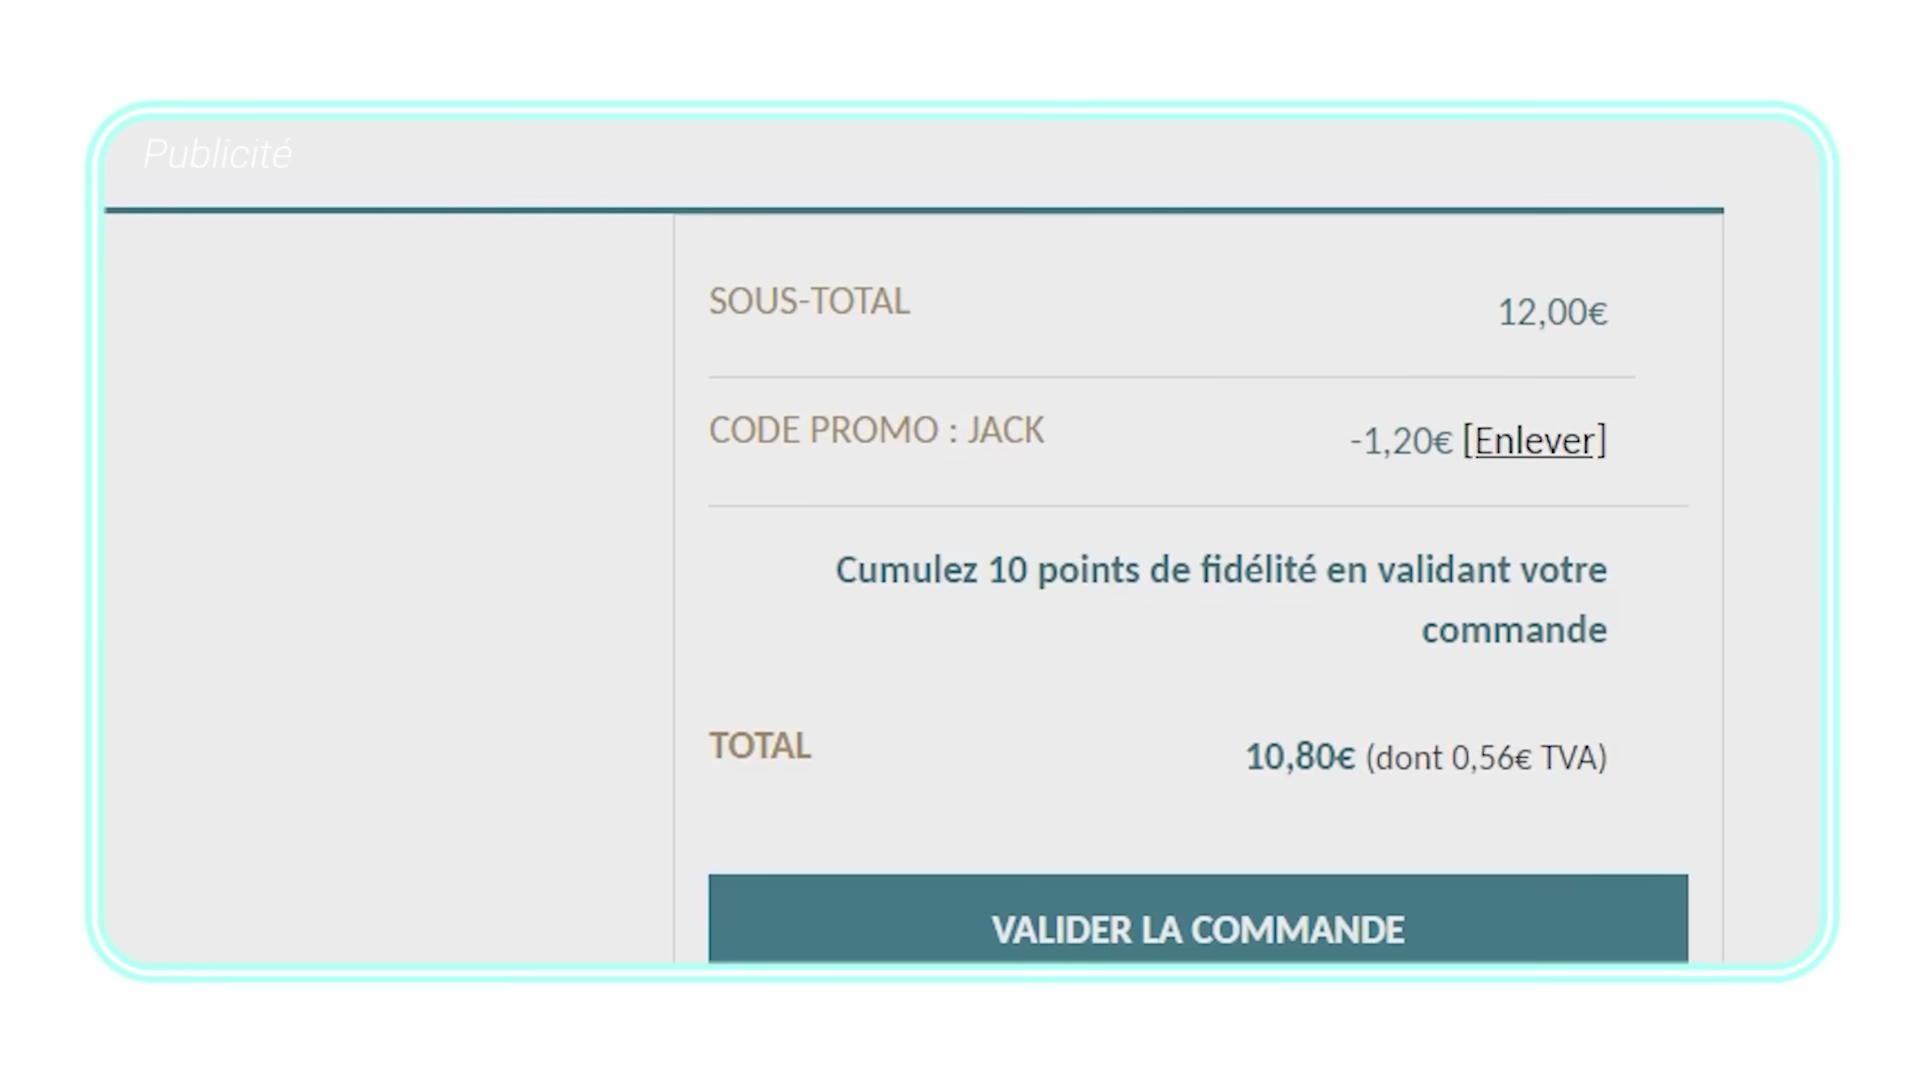 Publicité
SOUS-TOTAL 12,00€
CODE PROMO : JACK -1,20€ [Enlever]
Cumulez 10 points de fidélité en validant votre
commande
TOTAL 10,80€ (dont 0,56€ TVA)
VALIDER LA COMMANDE